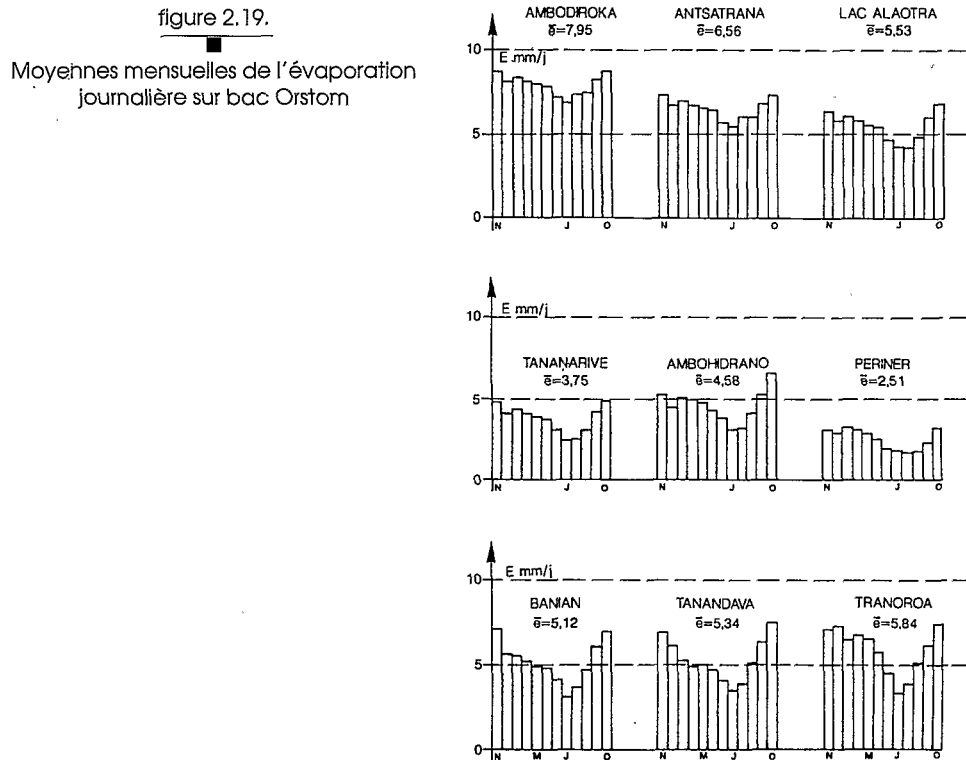 figure 2.19.
Moyennes mensuelles de l'évaporation
journalière sur bac Orstom
AMBODIROKA
ē=7,95
ANTSATRANA
ē=6,56
LAC ALAOTRA
ē=5,53
10
E mm/j
5
0
N J O
N J O
N J O
10
E mm/j
TANANARIVE
ē=3,75
AMBOHIDRANO
ē=4,58
PERINER
ē=2,51
5
0
N J O
N J O
N J O
10
E mm/j
BANIAN
ē=5,12
TANANDAVA
ē=5,34
TRANOROA
ē=5,84
5
0
N M J O
N M J O
N M J O